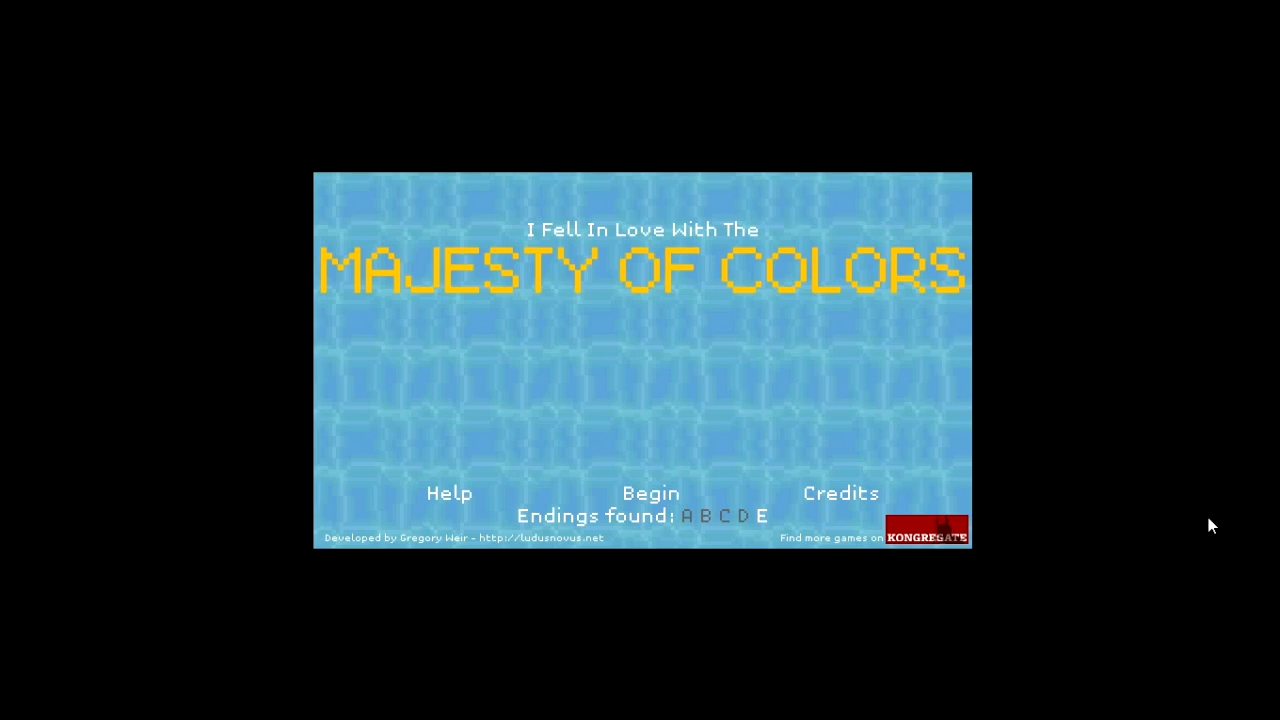 I Fell In Love With The
MAJESTY OF COLORS
Help Begin Credits
Endings found: A B C D E
Developed by Gregory Weir - http://ludusnovus.net
Find more games on KONGREGATE